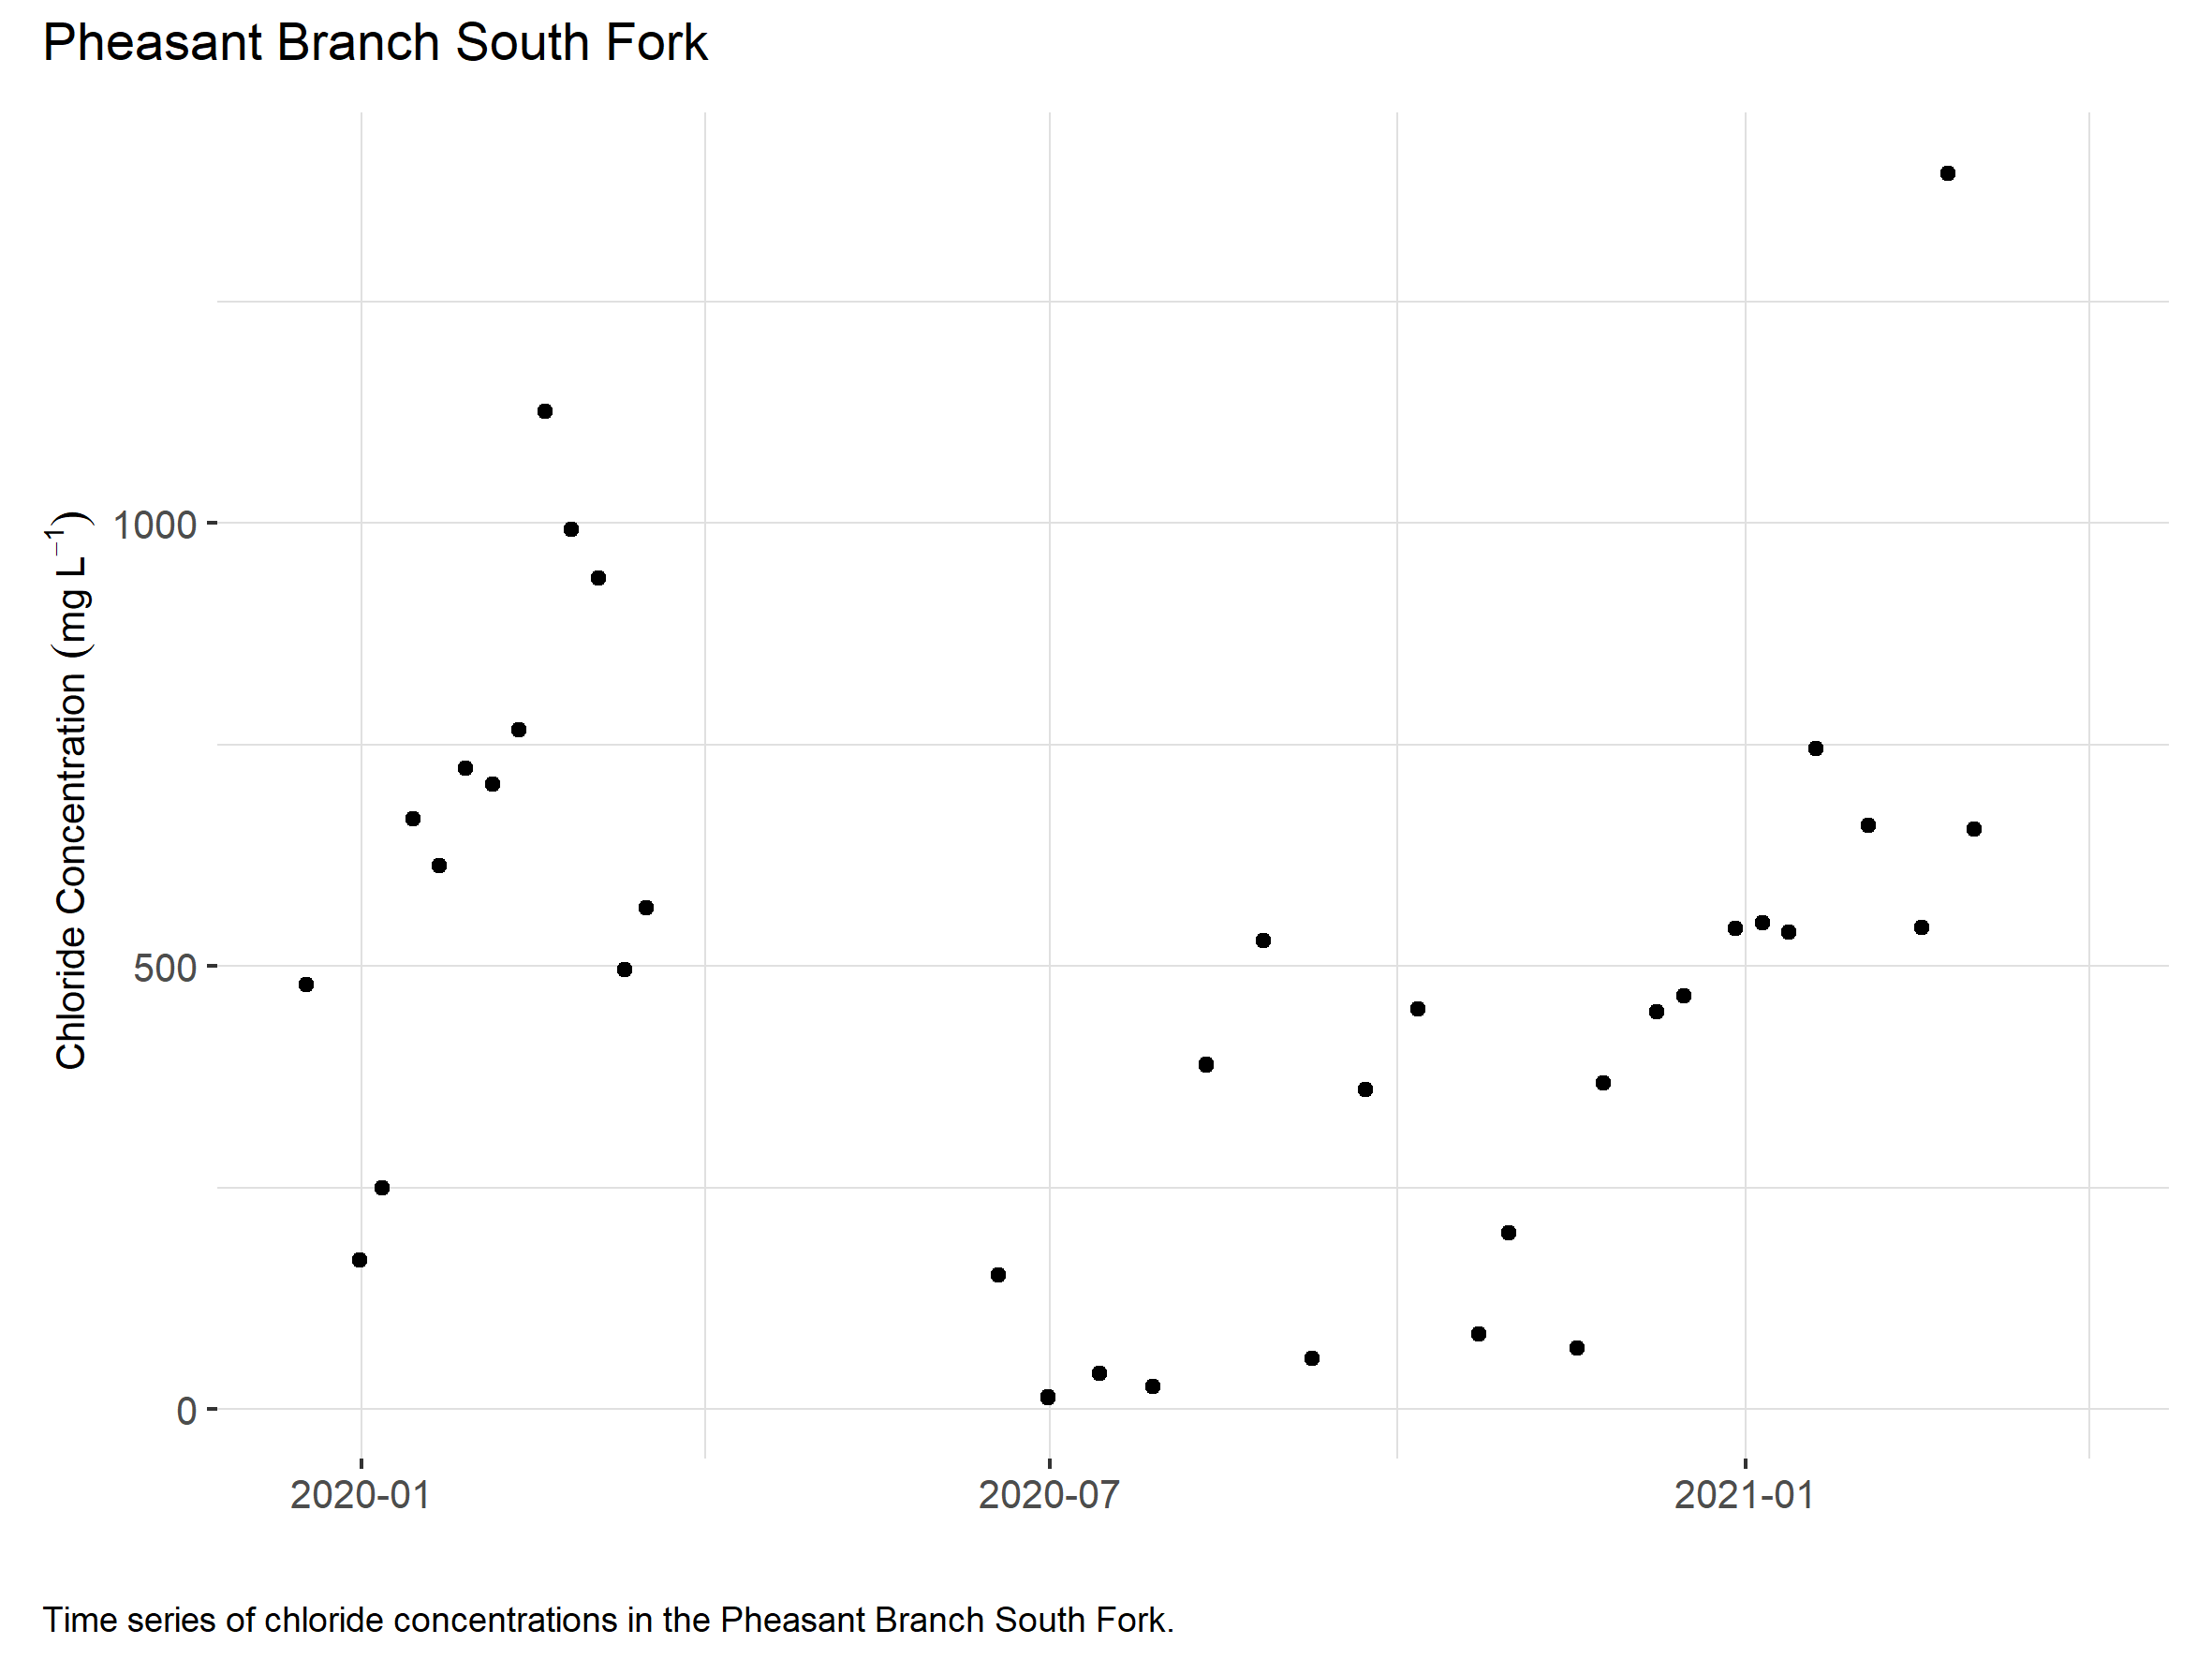 Pheasant Branch South Fork
Chloride Concentration (mg L⁻¹)
1000
500
0
2020-01 2020-07 2021-01
Time series of chloride concentrations in the Pheasant Branch South Fork.